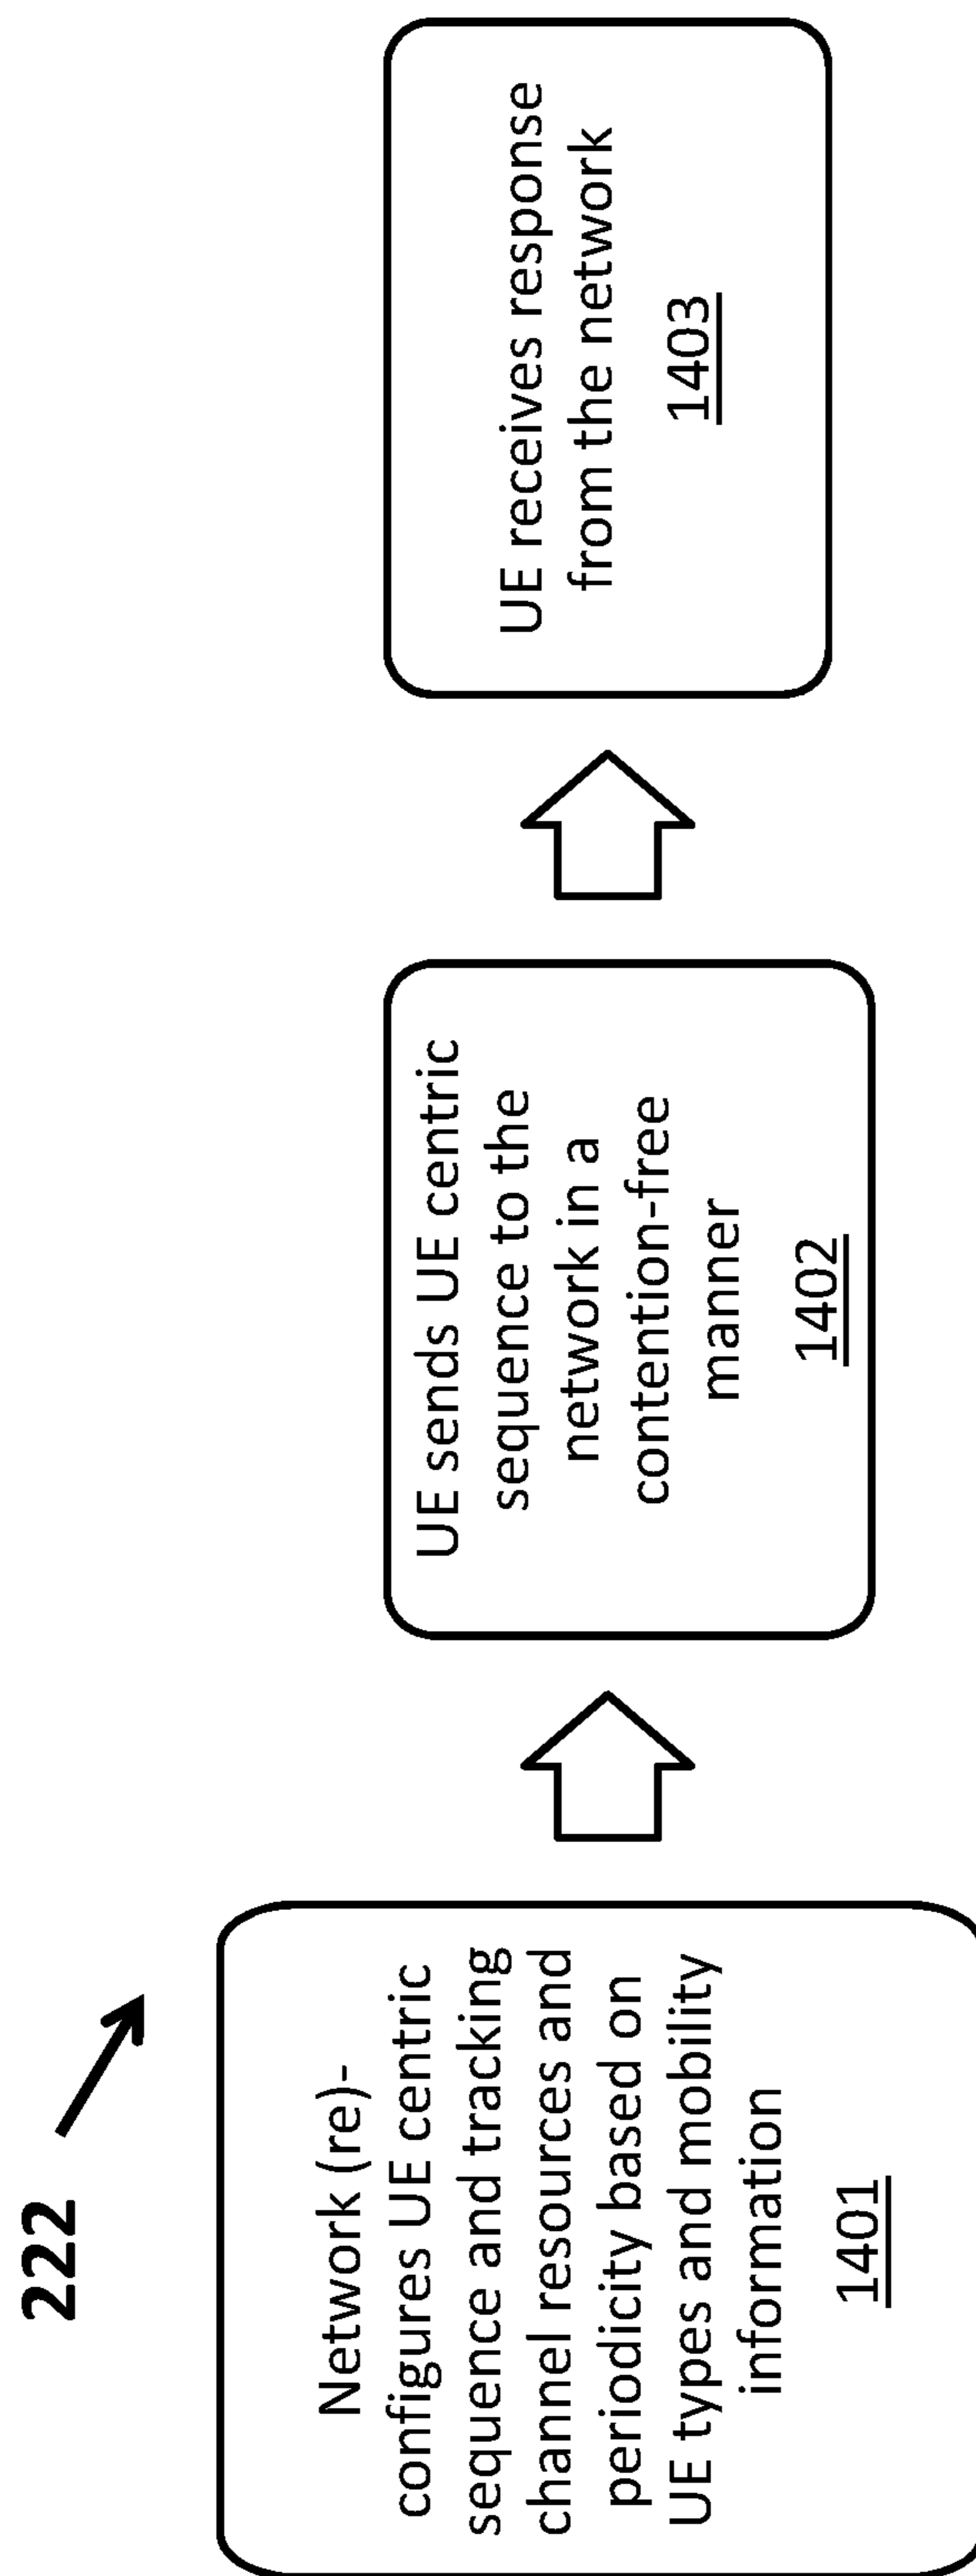 222
Network (re)-
configures UE centric
sequence and tracking
channel resources and
periodicity based on
UE types and mobility
information
1401
UE sends UE centric
sequence to the
network in a
contention-free
manner
1402
UE receives response
from the network
1403